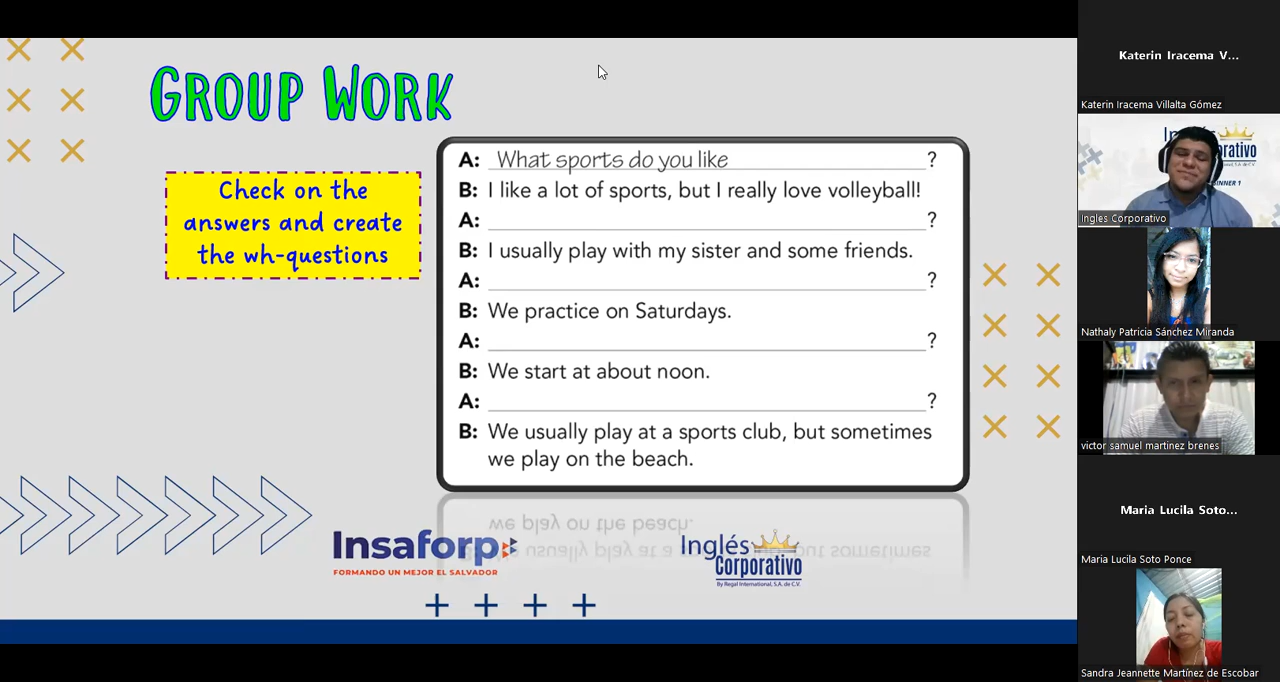 GROUP WORK
Check on the
answers and create
the wh-questions
A: What sports do you like ?
B: I like a lot of sports, but I really love volleyball!
A: ?
B: I usually play with my sister and some friends.
A: ?
B: We practice on Saturdays.
A: ?
B: We start at about noon.
A: ?
B: We usually play at a sports club, but sometimes
we play on the beach.
Insaforp
FORMANDO UN MEJOR EL SALVADOR
Inglés
Corporativo
By Regal International, S.A. de C.V.
Katerin Iracema V...
Katerin Iracema Villalta Gómez
Ingles Corporativo
Nathaly Patricia Sánchez Miranda
victor samuel martinez brenes
Maria Lucila Soto...
Maria Lucila Soto Ponce
Sandra Jeannette Martínez de Escobar